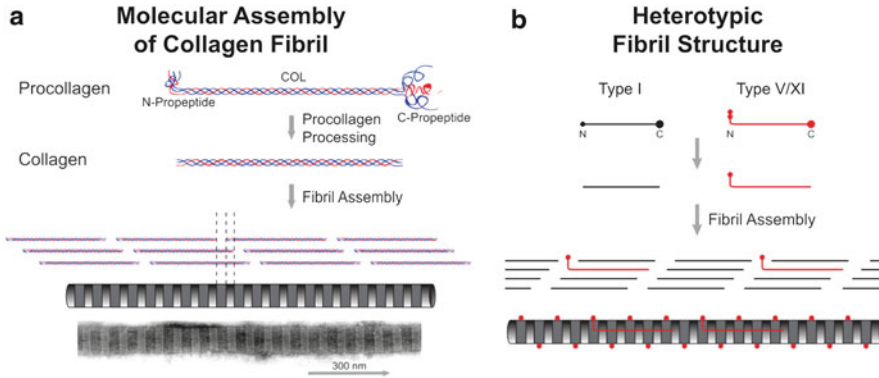 a
Molecular Assembly
of Collagen Fibril
Procollagen
COL
N-Propeptide
C-Propeptide
Procollagen
Processing
Collagen
Fibril Assembly
300 nm
b
Heterotypic
Fibril Structure
Type I
Type V/XI
N
C
N
C
Fibril Assembly